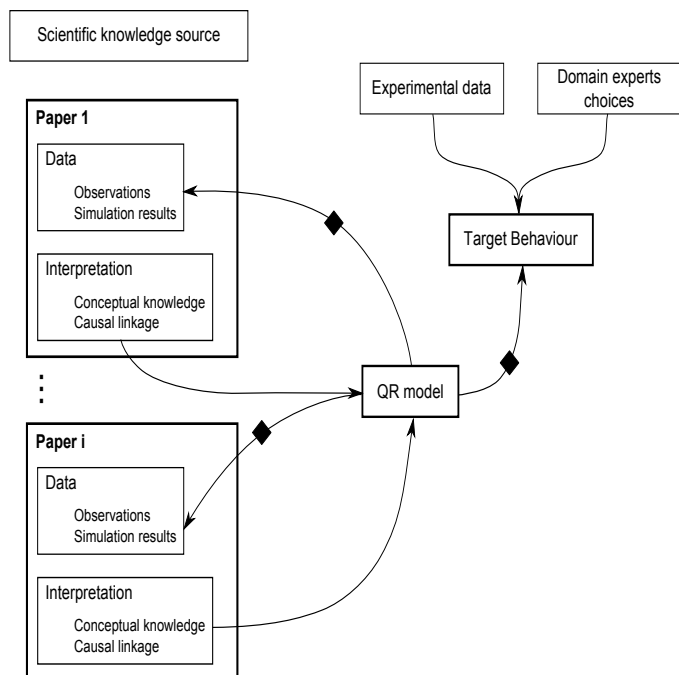 Scientific knowledge source
Experimental data
Domain experts
choices
Paper 1
Data
Observations
Simulation results
Interpretation
Conceptual knowledge
Causal linkage
Target Behaviour
QR model
Paper i
Data
Observations
Simulation results
Interpretation
Conceptual knowledge
Causal linkage